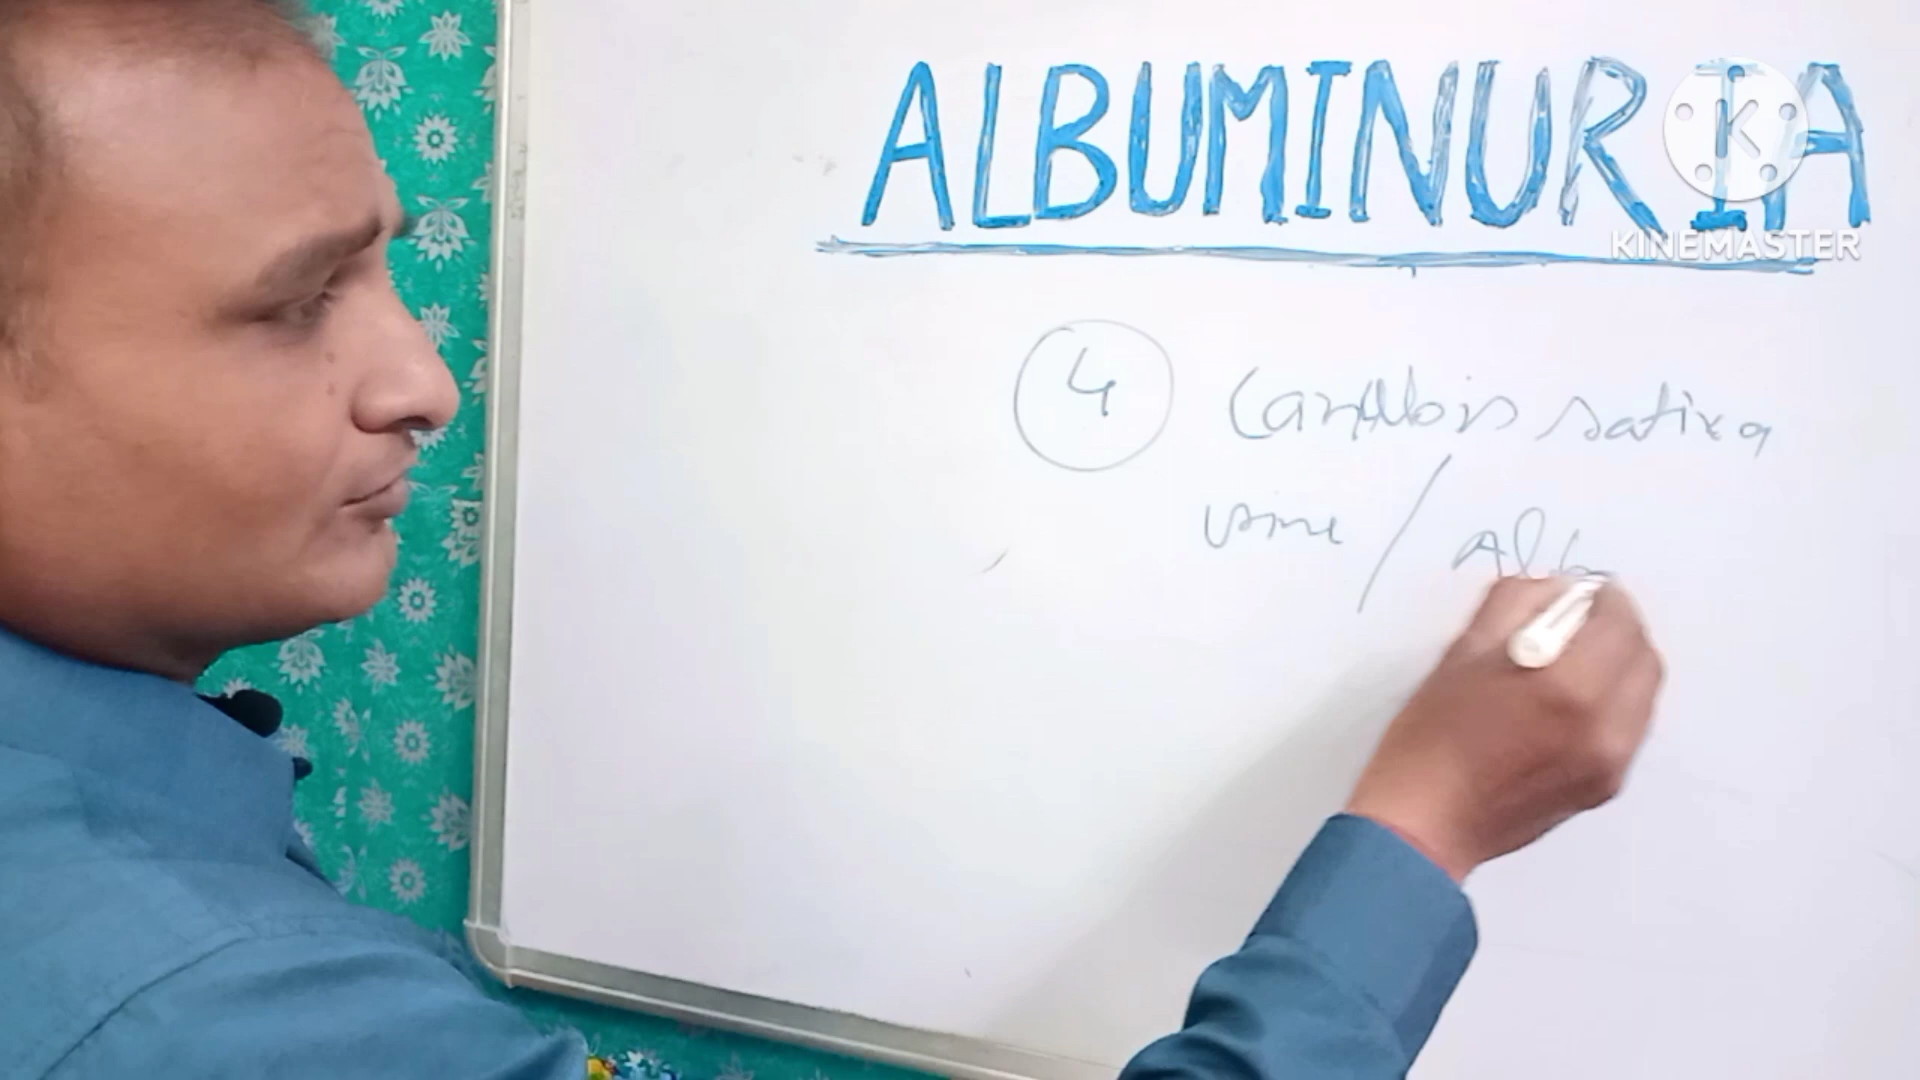 ALBUMINURIA
K
KINEMASTER
4 Cannabis sativa
urine / Alb